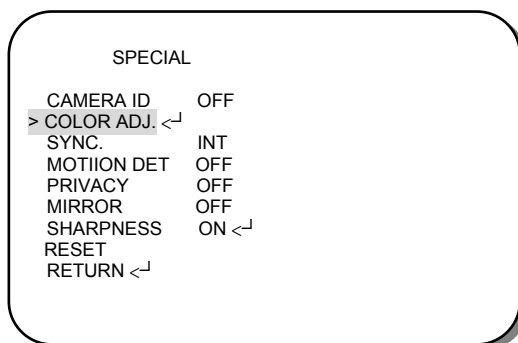 SPECIAL
CAMERA ID OFF
> COLOR ADJ. ↵
SYNC. INT
MOTIION DET OFF
PRIVACY OFF
MIRROR OFF
SHARPNESS ON ↵
RESET
RETURN ↵